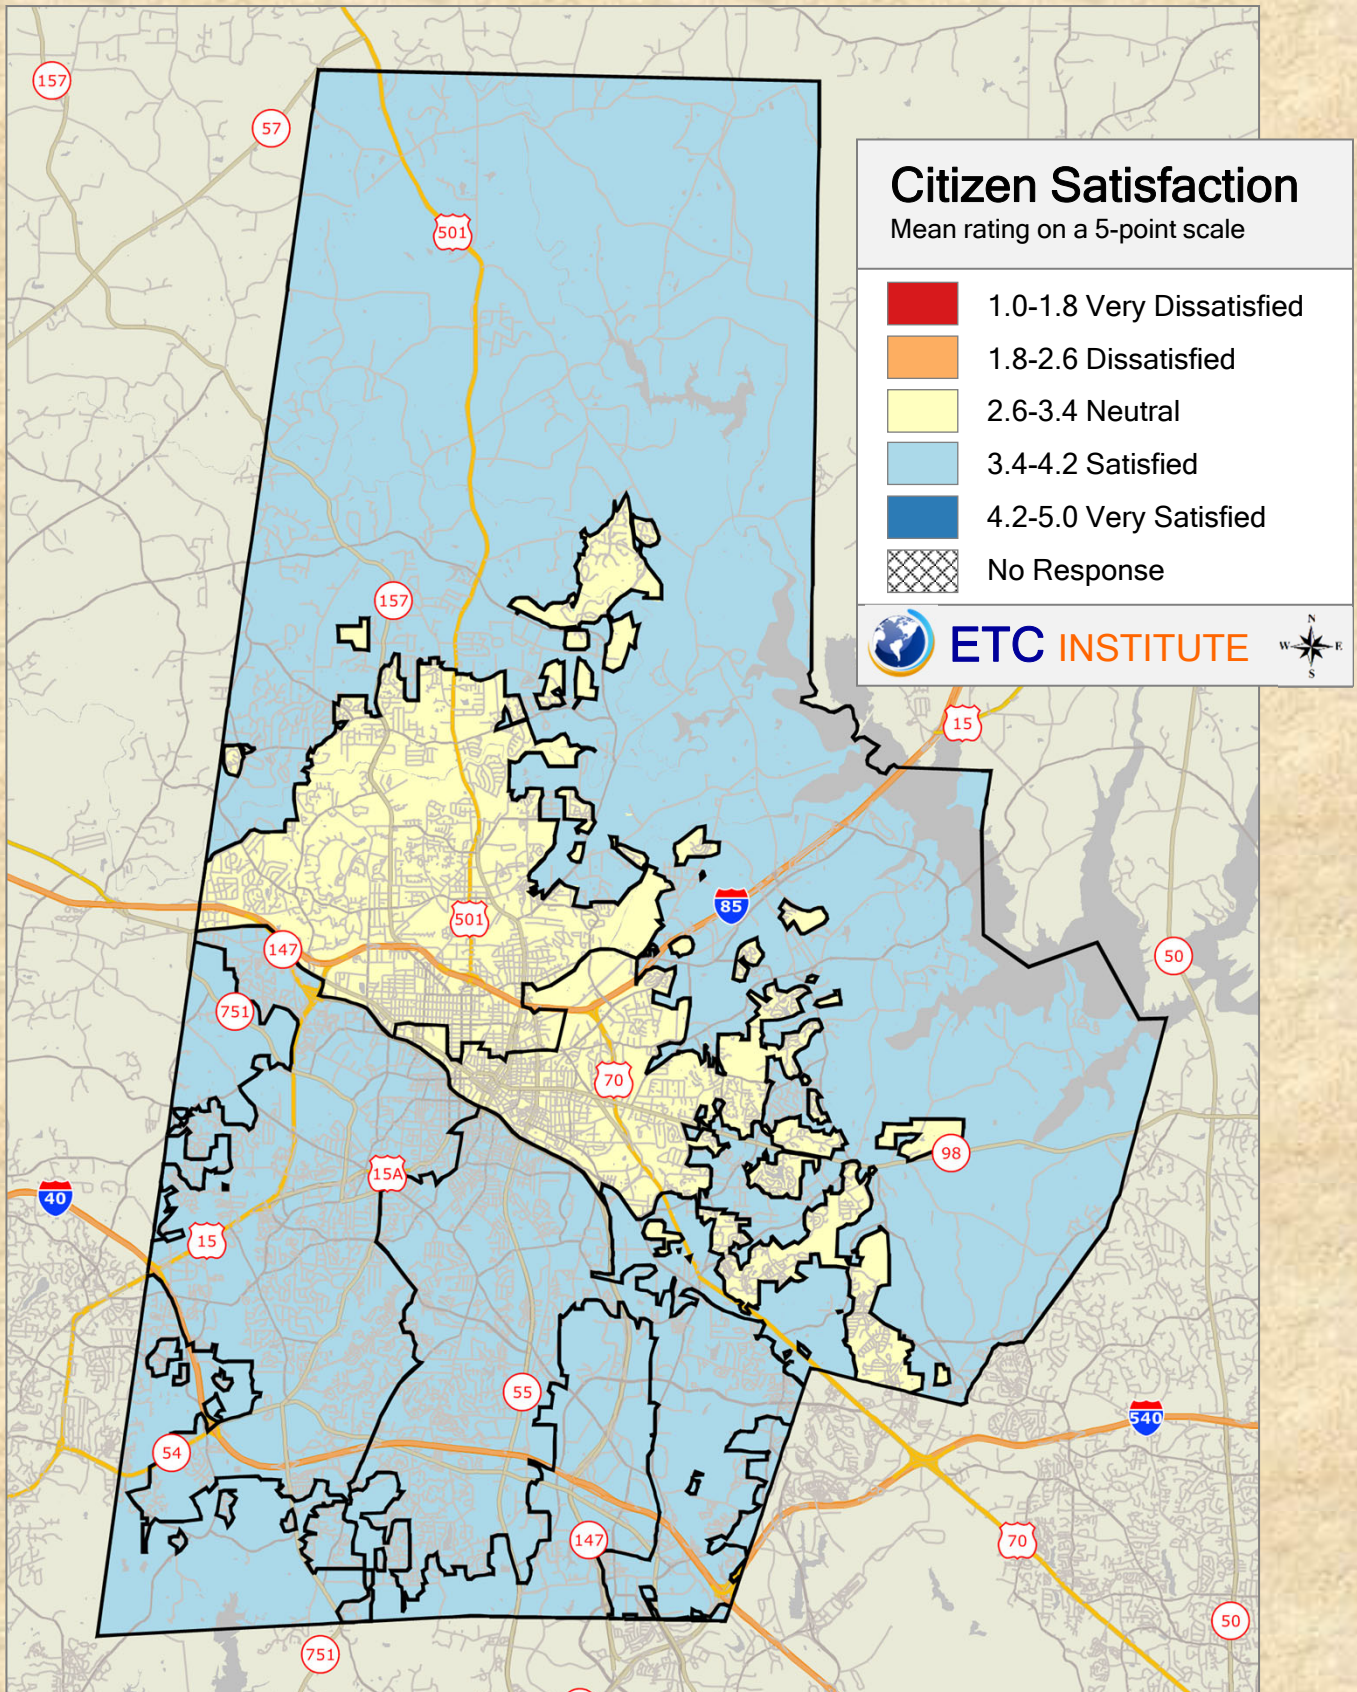 157
57
501
Citizen Satisfaction
Mean rating on a 5-point scale
1.0-1.8 Very Dissatisfied
1.8-2.6 Dissatisfied
2.6-3.4 Neutral
3.4-4.2 Satisfied
4.2-5.0 Very Satisfied
No Response
ETC INSTITUTE
N
W E
S
157
15
85
501
147
50
751
70
98
15A
40
15
55
540
54
147
70
50
751